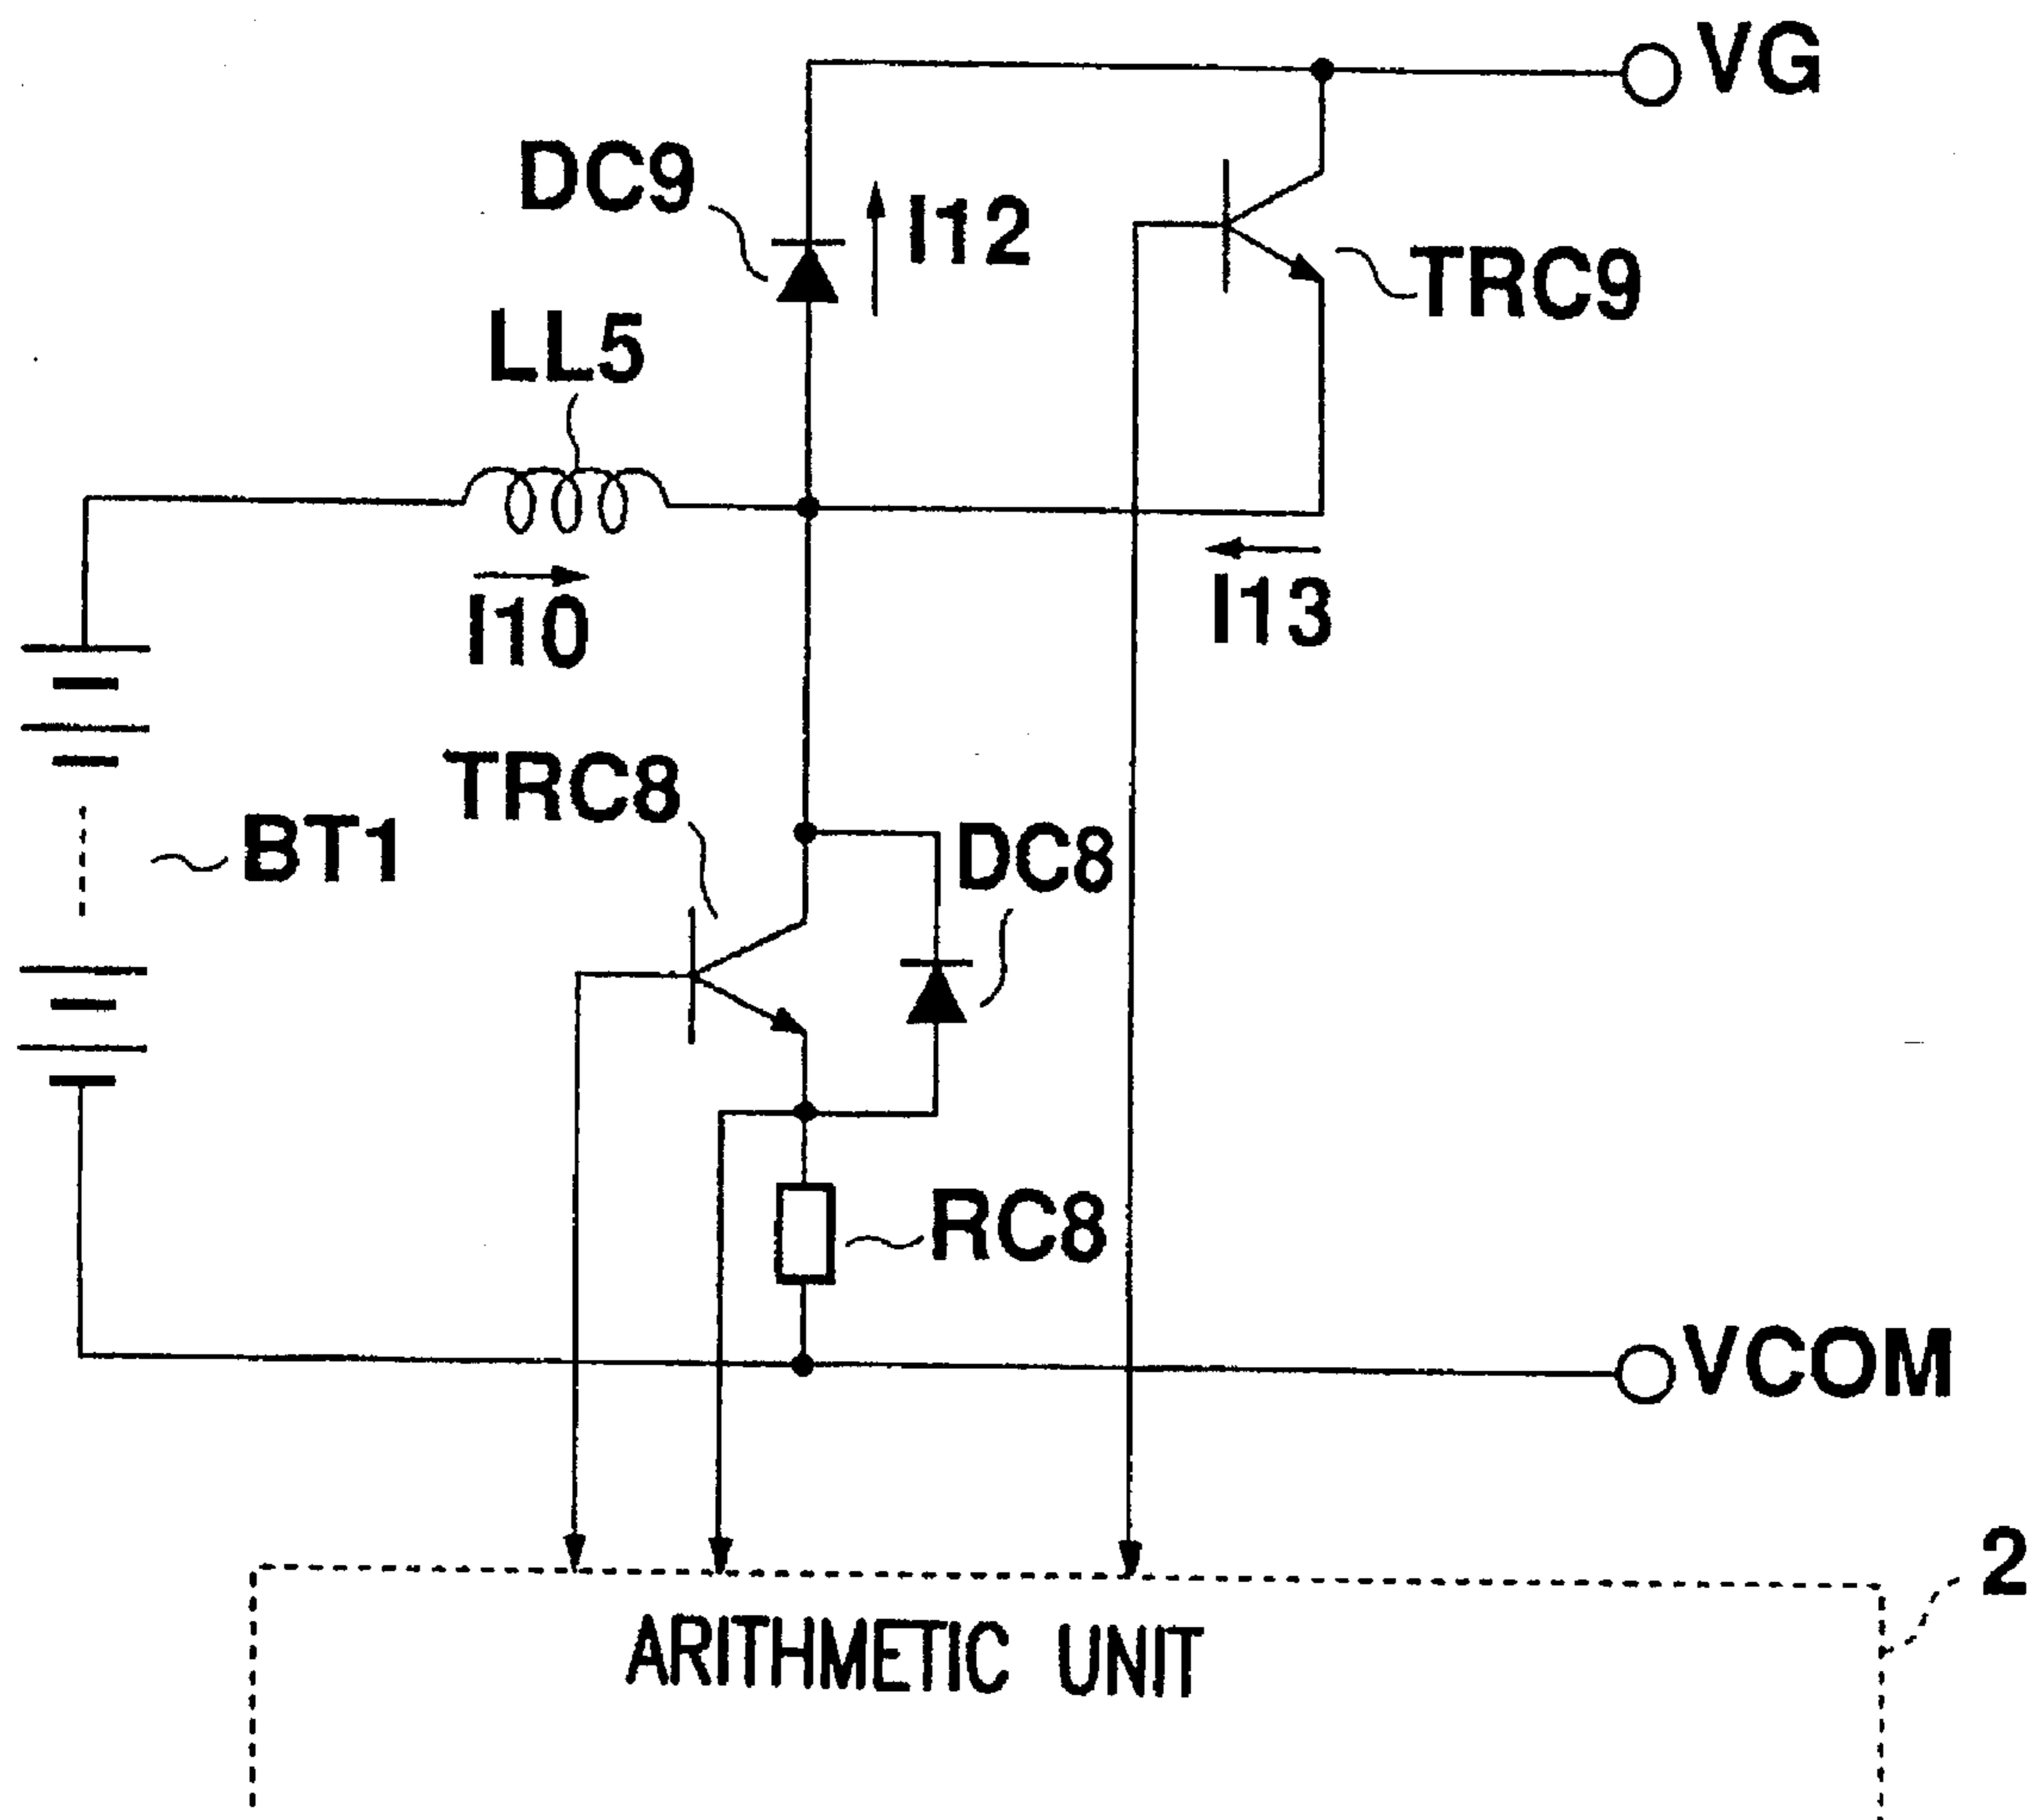 VG
DC9
I12
TRC9
LL5
I10
I13
TRC8
BT1
DC8
RC8
VCOM
2
ARITHMETIC UNIT